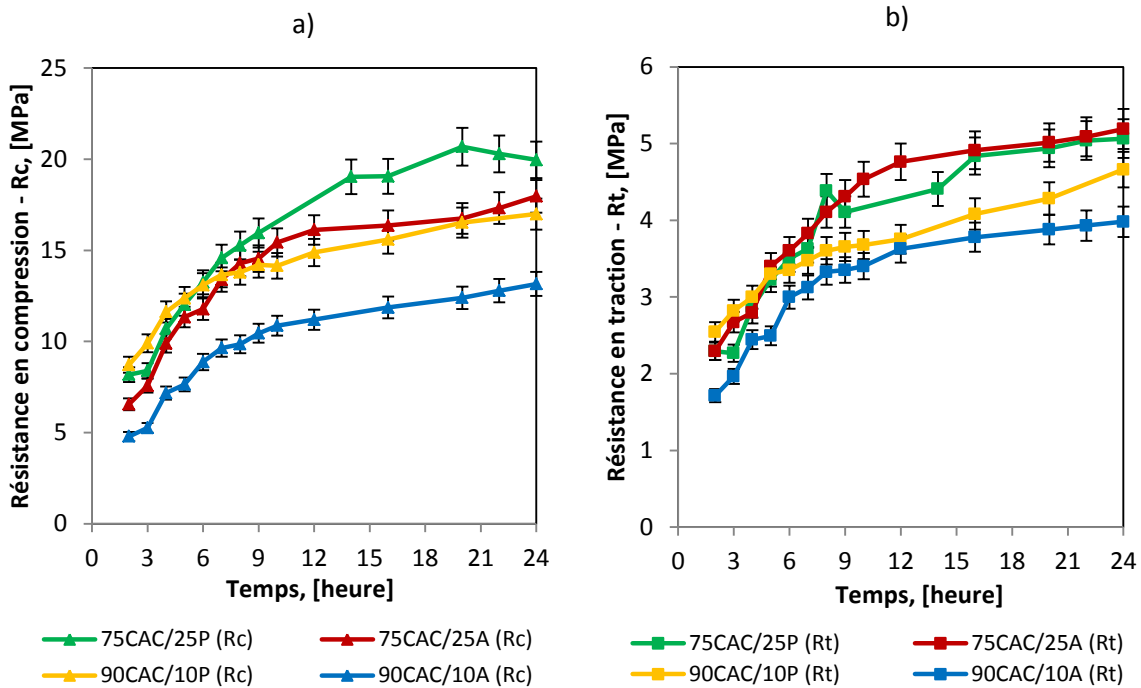 a)
25
20
15
10
5
0
0 3 6 9 12 15 18 21 24
Résistance en compression - Rc, [MPa]
Temps, [heure]
75CAC/25P (Rc) 75CAC/25A (Rc)
90CAC/10P (Rc) 90CAC/10A (Rc)
b)
6
5
4
3
2
1
0
0 3 6 9 12 15 18 21 24
Résistance en traction - Rt, [MPa]
Temps, [heure]
75CAC/25P (Rt) 75CAC/25A (Rt)
90CAC/10P (Rt) 90CAC/10A (Rt)